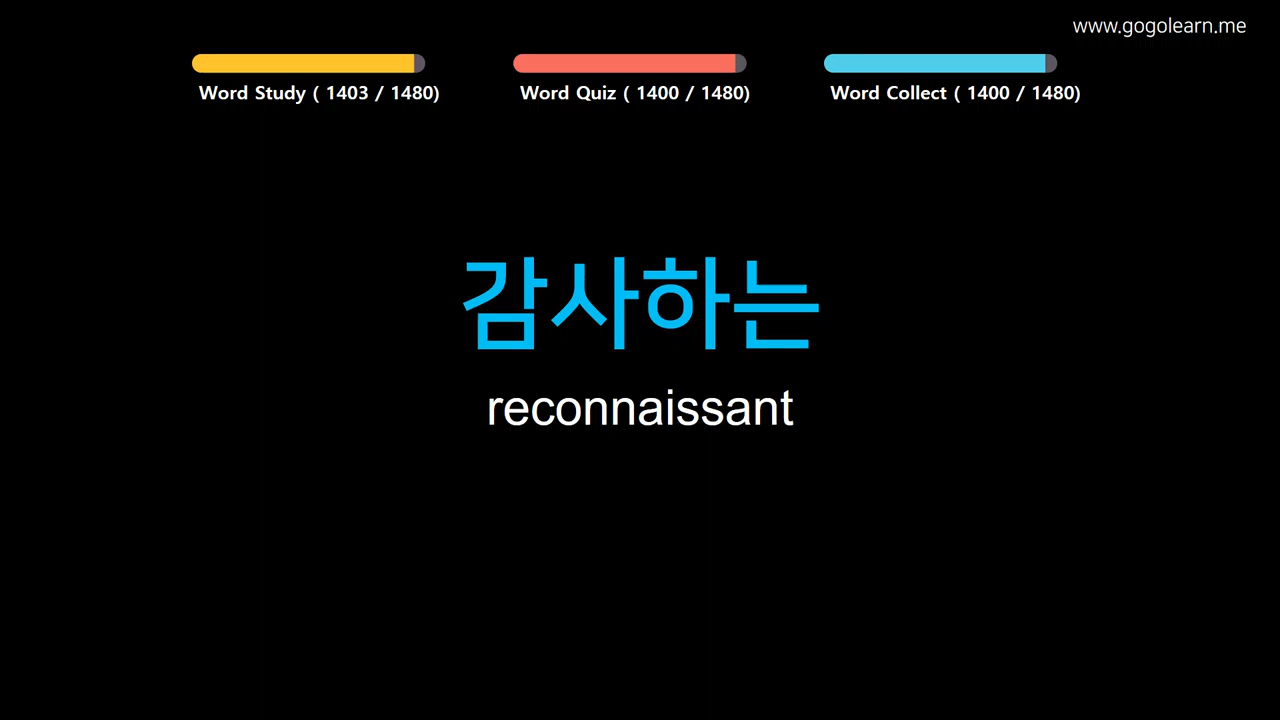 www.gogolearn.me
Word Study ( 1403 / 1480)
Word Quiz ( 1400 / 1480)
Word Collect ( 1400 / 1480)
감사하는
reconnaissant